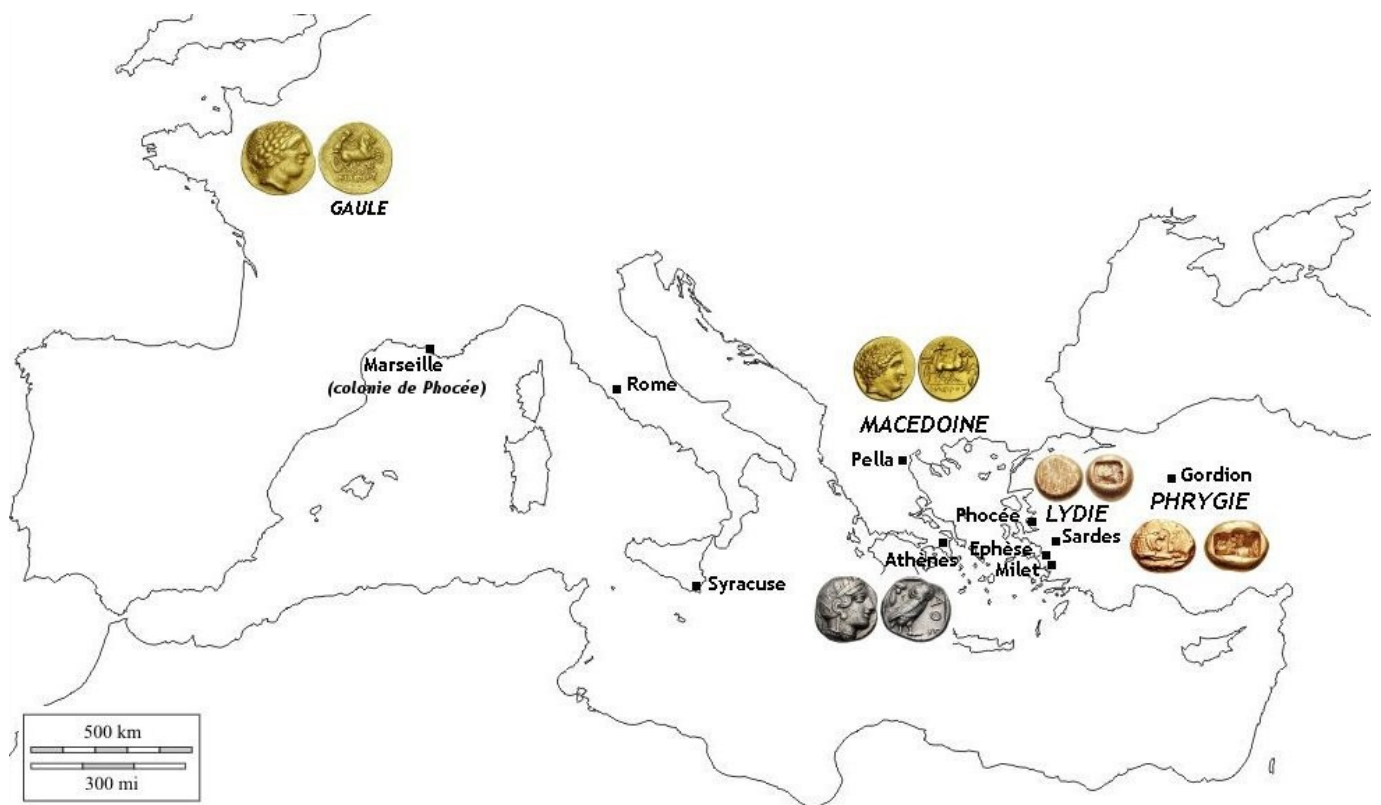 GAULE
Marseille
(colonie de Phocée)
Rome
MACEDOINE
Pella
Gordion
PHRYGIE
Phocée
LYDIE
Sardes
Athènes
Ephèse
Milet
Syracuse
ΑΘΕ
500 km
300 mi